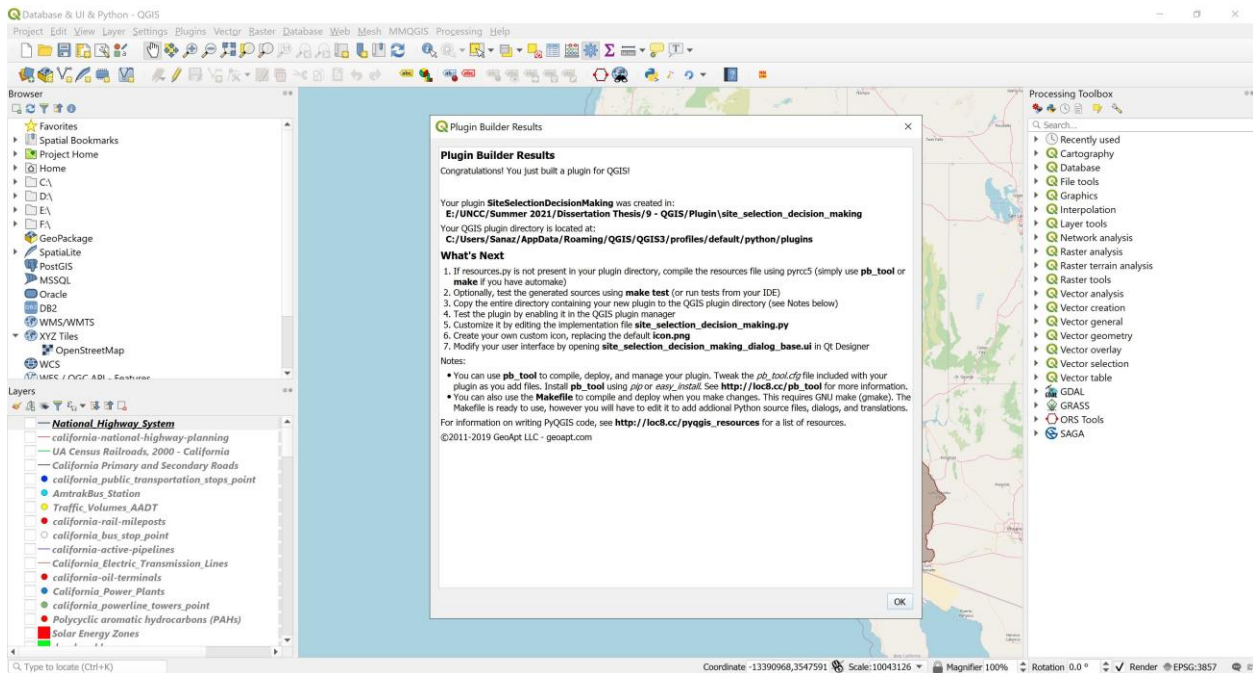 Database & UI & Python - QGIS
Project Edit View Layer Settings Plugins Vector Raster Database Web Mesh MMQGIS Processing Help
Browser
Favorites
Spatial Bookmarks
Project Home
Home
C:\
D:\
E:\
F:\
GeoPackage
SpatiaLite
PostGIS
MSSQL
Oracle
DB2
WMS/WMTS
XYZ Tiles
OpenStreetMap
WCS
WFS / OGC API - Features
Layers
National_Highway_System
california-national-highway-planning
UA Census Railroads, 2000 - California
California Primary and Secondary Roads
california_public_transportation_stops_point
AmtrakBus_Station
Traffic_Volumes_AADT
california-rail-mileposts
california_bus_stop_point
california-active-pipelines
California_Electric_Transmission_Lines
california-oil-terminals
California_Power_Plants
california_powerline_towers_point
Polycyclic aromatic hydrocarbons (PAHs)
Solar Energy Zones
Plugin Builder Results
Plugin Builder Results
Congratulations! You just built a plugin for QGIS!
Your plugin SiteSelectionDecisionMaking was created in:
E:/UNCC/Summer 2021/Dissertation Thesis/9 - QGIS/Plugin\site_selection_decision_making
Your QGIS plugin directory is located at:
C:/Users/Sanaz/AppData/Roaming/QGIS/QGIS3/profiles/default/python/plugins
What's Next
1. If resources.py is not present in your plugin directory, compile the resources file using pyrcc5 (simply use pb_tool or
make if you have automake)
2. Optionally, test the generated sources using make test (or run tests from your IDE)
3. Copy the entire directory containing your new plugin to the QGIS plugin directory (see Notes below)
4. Test the plugin by enabling it in the QGIS plugin manager
5. Customize it by editing the implementation file site_selection_decision_making.py
6. Create your own custom icon, replacing the default icon.png
7. Modify your user interface by opening site_selection_decision_making_dialog_base.ui in Qt Designer
Notes:
• You can use pb_tool to compile, deploy, and manage your plugin. Tweak the pb_tool.cfg file included with your
plugin as you add files. Install pb_tool using pip or easy_install. See http://loc8.cc/pb_tool for more information.
• You can also use the Makefile to compile and deploy when you make changes. This requires GNU make (gmake). The
Makefile is ready to use, however you will have to edit it to add addional Python source files, dialogs, and translations.
For information on writing PyQGIS code, see http://loc8.cc/pyqgis_resources for a list of resources.
©2011-2019 GeoApt LLC - geoapt.com
OK
Processing Toolbox
Search...
Recently used
Cartography
Database
File tools
Graphics
Interpolation
Layer tools
Network analysis
Raster analysis
Raster terrain analysis
Raster tools
Vector analysis
Vector creation
Vector general
Vector geometry
Vector overlay
Vector selection
Vector table
GDAL
GRASS
ORS Tools
SAGA
Type to locate (Ctrl+K)
Coordinate -13390968,3547591 Scale 1:10043126 Magnifier 100% Rotation 0.0 ° Render EPSG:3857